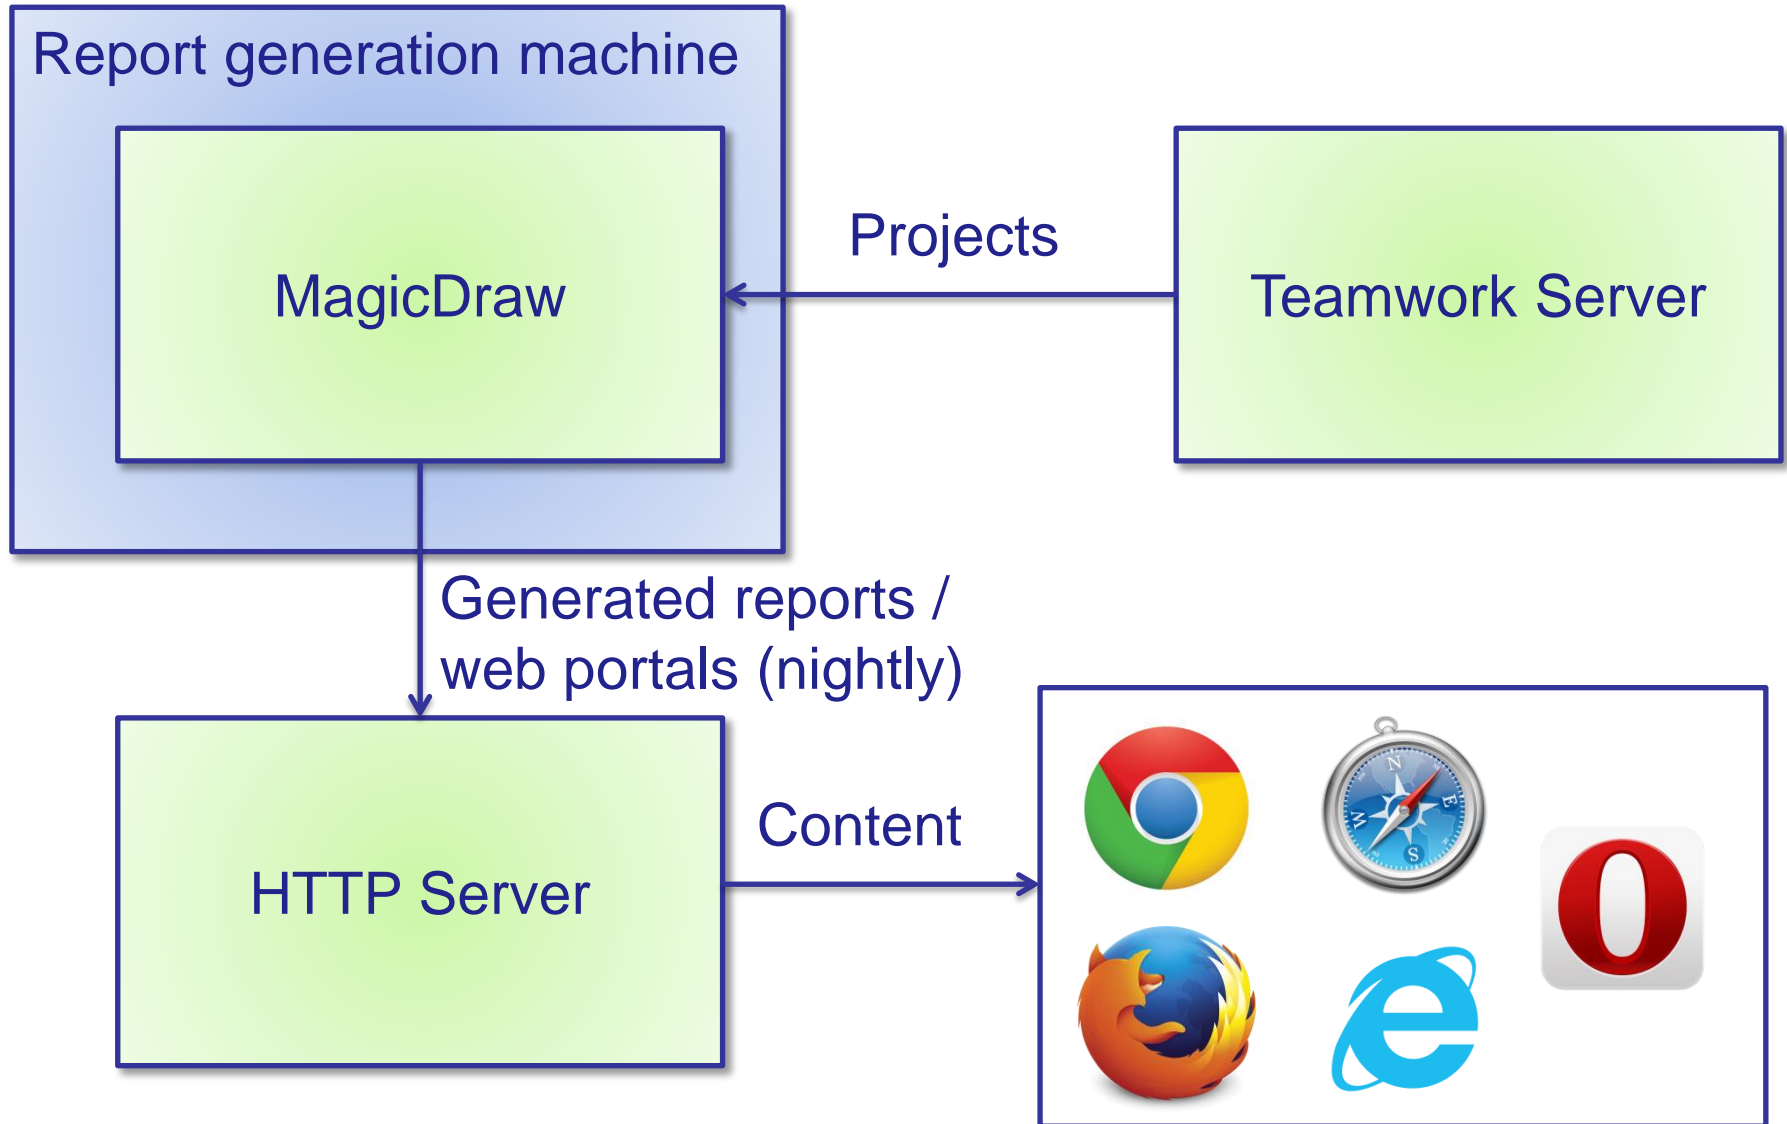 Report generation machine
MagicDraw
Projects
Teamwork Server
Generated reports /
web portals (nightly)
HTTP Server
Content
N
E
S
W